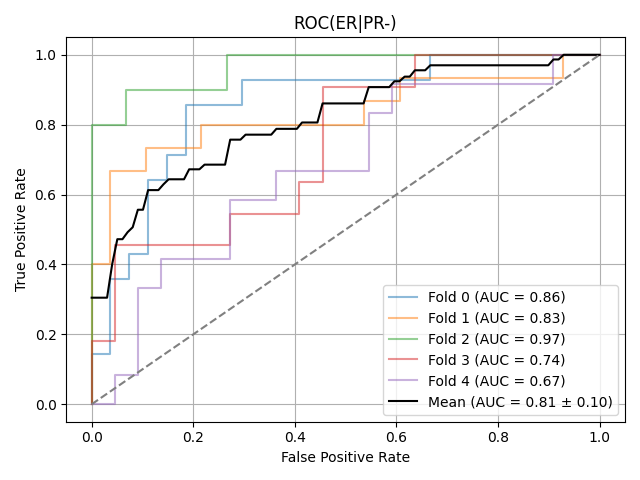 ROC(ER|PR-)
True Positive Rate
1.0
0.8
0.6
0.4
0.2
0.0
0.0 0.2 0.4 0.6 0.8 1.0
False Positive Rate
Fold 0 (AUC = 0.86)
Fold 1 (AUC = 0.83)
Fold 2 (AUC = 0.97)
Fold 3 (AUC = 0.74)
Fold 4 (AUC = 0.67)
Mean (AUC = 0.81 ± 0.10)